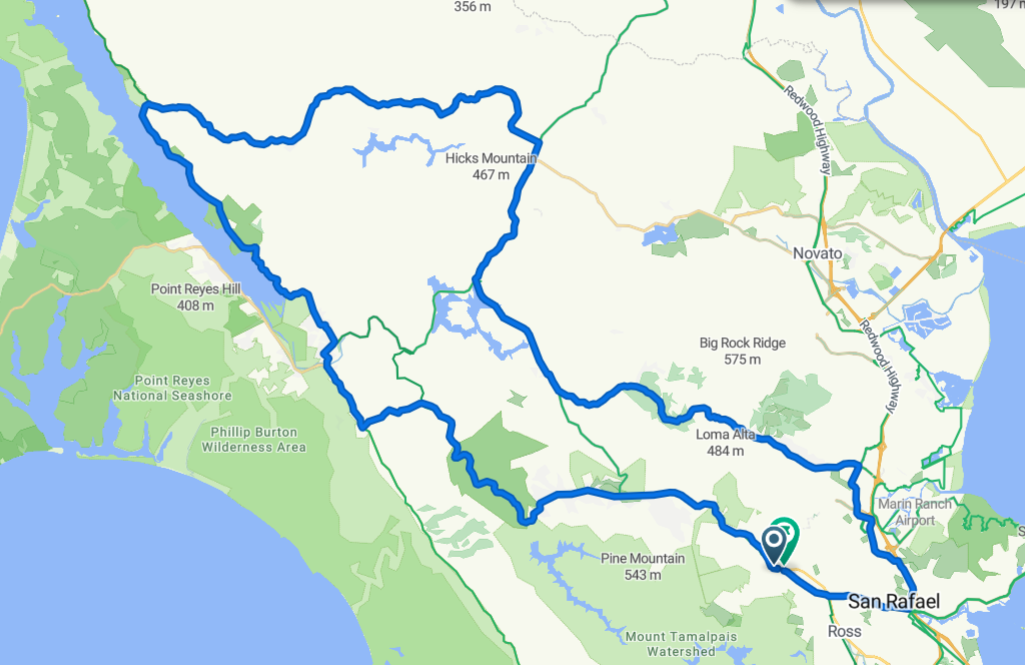 356 m
197 m
Redwood Highway
Hicks Mountain
467 m
Novato
Point Reyes Hill
408 m
Redwood Highway
Big Rock Ridge
575 m
Point Reyes
National Seashore
Phillip Burton
Wilderness Area
Loma Alta
484 m
Marin Ranch
Airport
S
Pine Mountain
543 m
San Rafael
Ross
Mount Tamalpais
Watershed